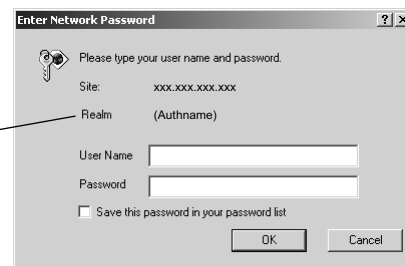 Enter Network Password
Please type your user name and password.
Site: xxx.xxx.xxx.xxx
Realm (Authname)
User Name
Password
Save this password in your password list
OK Cancel